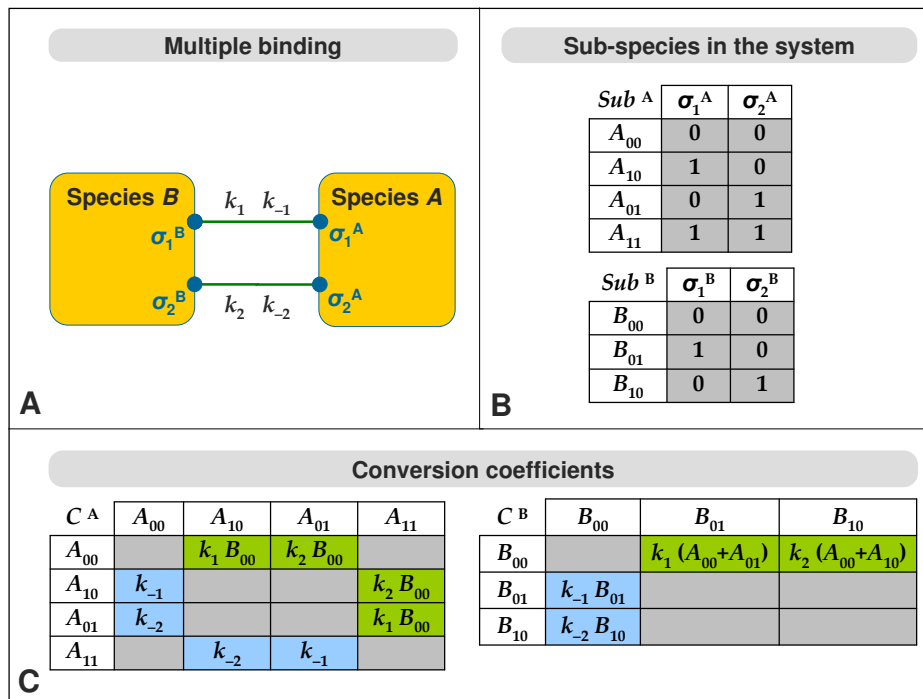 Multiple binding
Species B
Species A
k₁ k₋₁
σ₁ᴮ
σ₁ᴬ
σ₂ᴮ
σ₂ᴬ
k₂ k₋₂
A
Sub-species in the system
Sub ᴬ σ₁ᴬ σ₂ᴬ
A₀₀ 0 0
A₁₀ 1 0
A₀₁ 0 1
A₁₁ 1 1
Sub ᴮ σ₁ᴮ σ₂ᴮ
B₀₀ 0 0
B₀₁ 1 0
B₁₀ 0 1
B
Conversion coefficients
C ᴬ A₀₀ A₁₀ A₀₁ A₁₁
A₀₀ k₁ B₀₀ k₂ B₀₀
A₁₀ k₋₁ k₂ B₀₀
A₀₁ k₋₂ k₁ B₀₀
A₁₁ k₋₂ k₋₁
C ᴮ B₀₀ B₀₁ B₁₀
B₀₀ k₁ (A₀₀+A₀₁) k₂ (A₀₀+A₁₀)
B₀₁ k₋₁ B₀₁
B₁₀ k₋₂ B₁₀
C